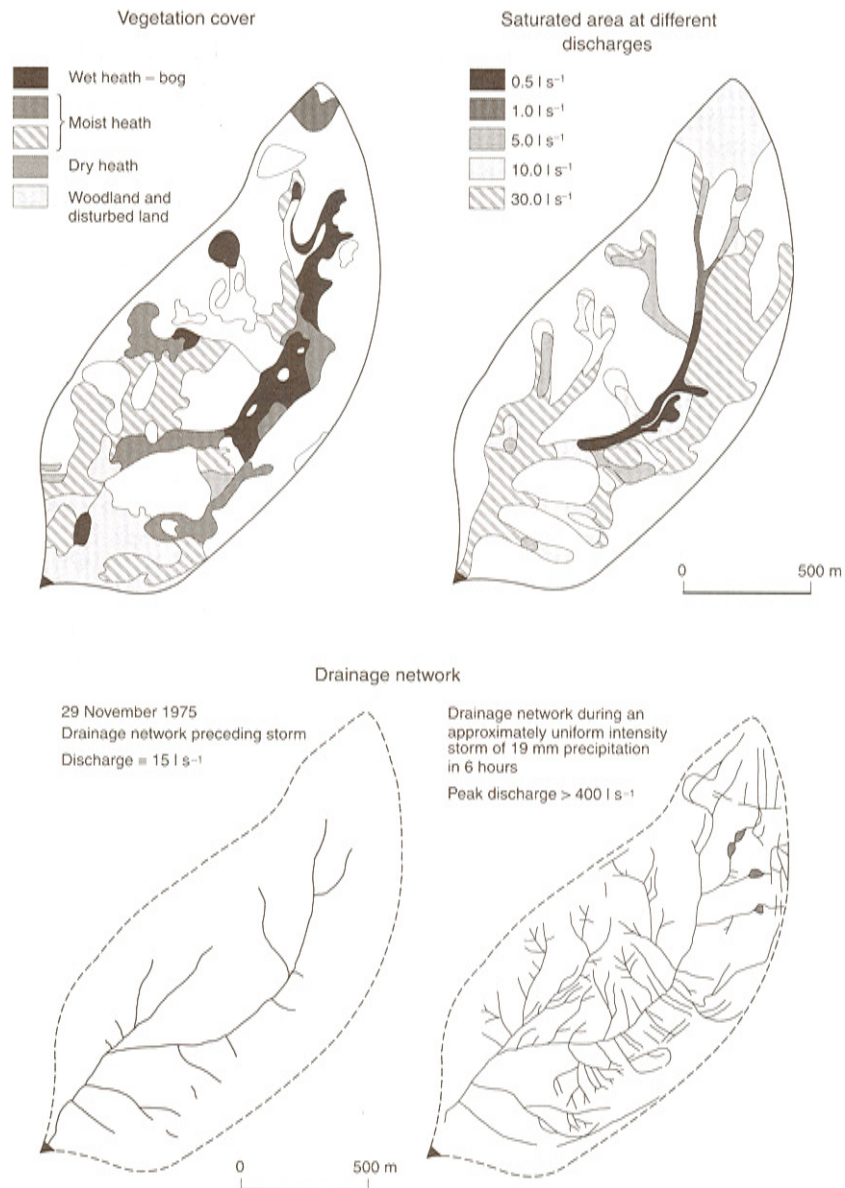 Vegetation cover
Wet heath – bog
Moist heath
Dry heath
Woodland and
disturbed land
Saturated area at different
discharges
0.5 l s⁻¹
1.0 l s⁻¹
5.0 l s⁻¹
10.0 l s⁻¹
30.0 l s⁻¹
0 500 m
Drainage network
29 November 1975
Drainage network preceding storm
Discharge = 15 l s⁻¹
Drainage network during an
approximately uniform intensity
storm of 19 mm precipitation
in 6 hours
Peak discharge > 400 l s⁻¹
0 500 m